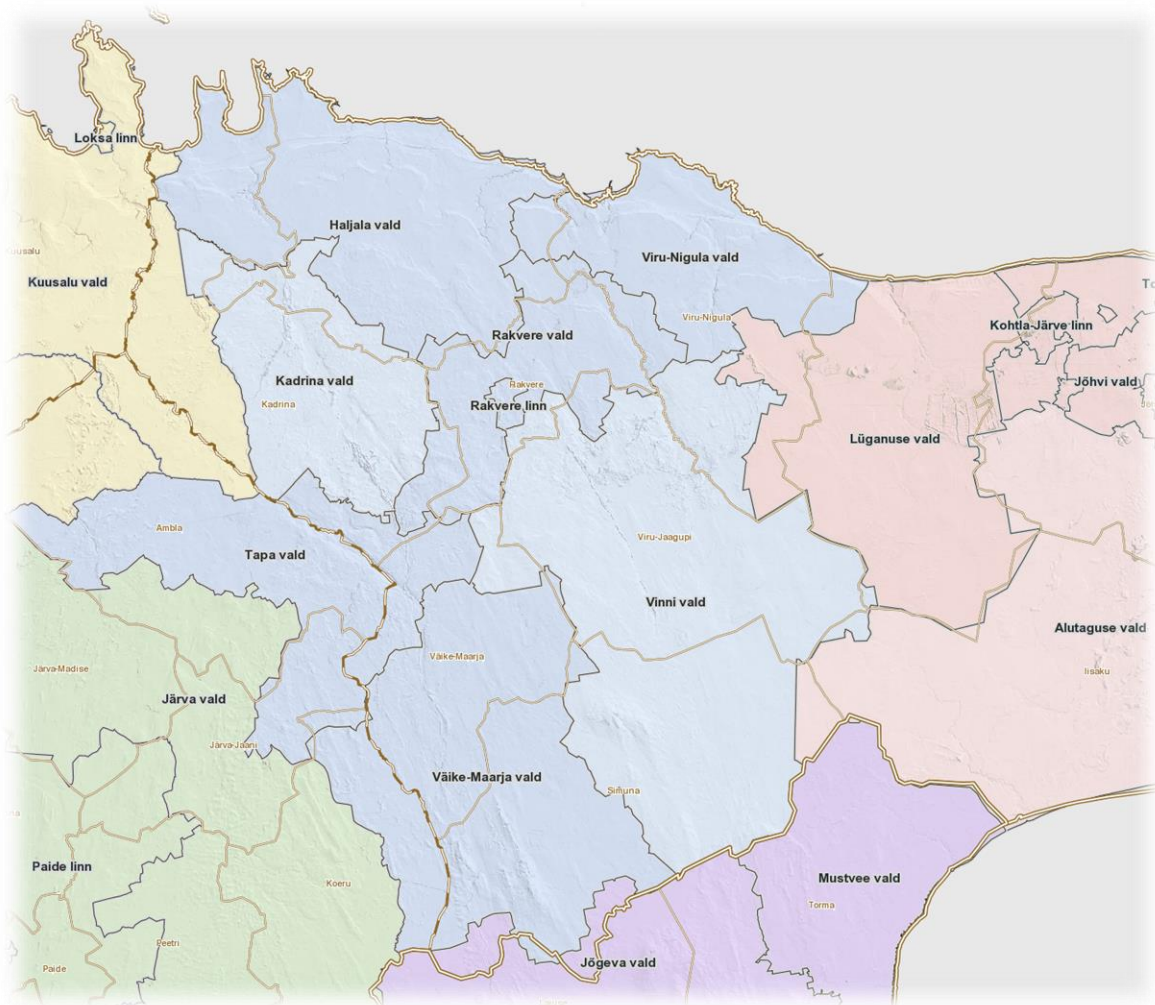 Loksa linn
Haljala vald
Viru-Nigula vald
Kuusalu vald
Viru-Nigula
Kohtla-Järve linn
Rakvere vald
Kadrina vald
Rakvere
Jõhvi vald
Kadrina
Rakvere linn
Lüganuse vald
Ambla
Viru-Jaagupi
Tapa vald
Vinni vald
Alutaguse vald
Väike-Maarja
Järva-Madise
Iisaku
Järva vald
Järva-Jaani
Väike-Maarja vald
Simuna
Paide linn
Mustvee vald
Koeru
Torma
Peetri
Jõgeva vald
Paide